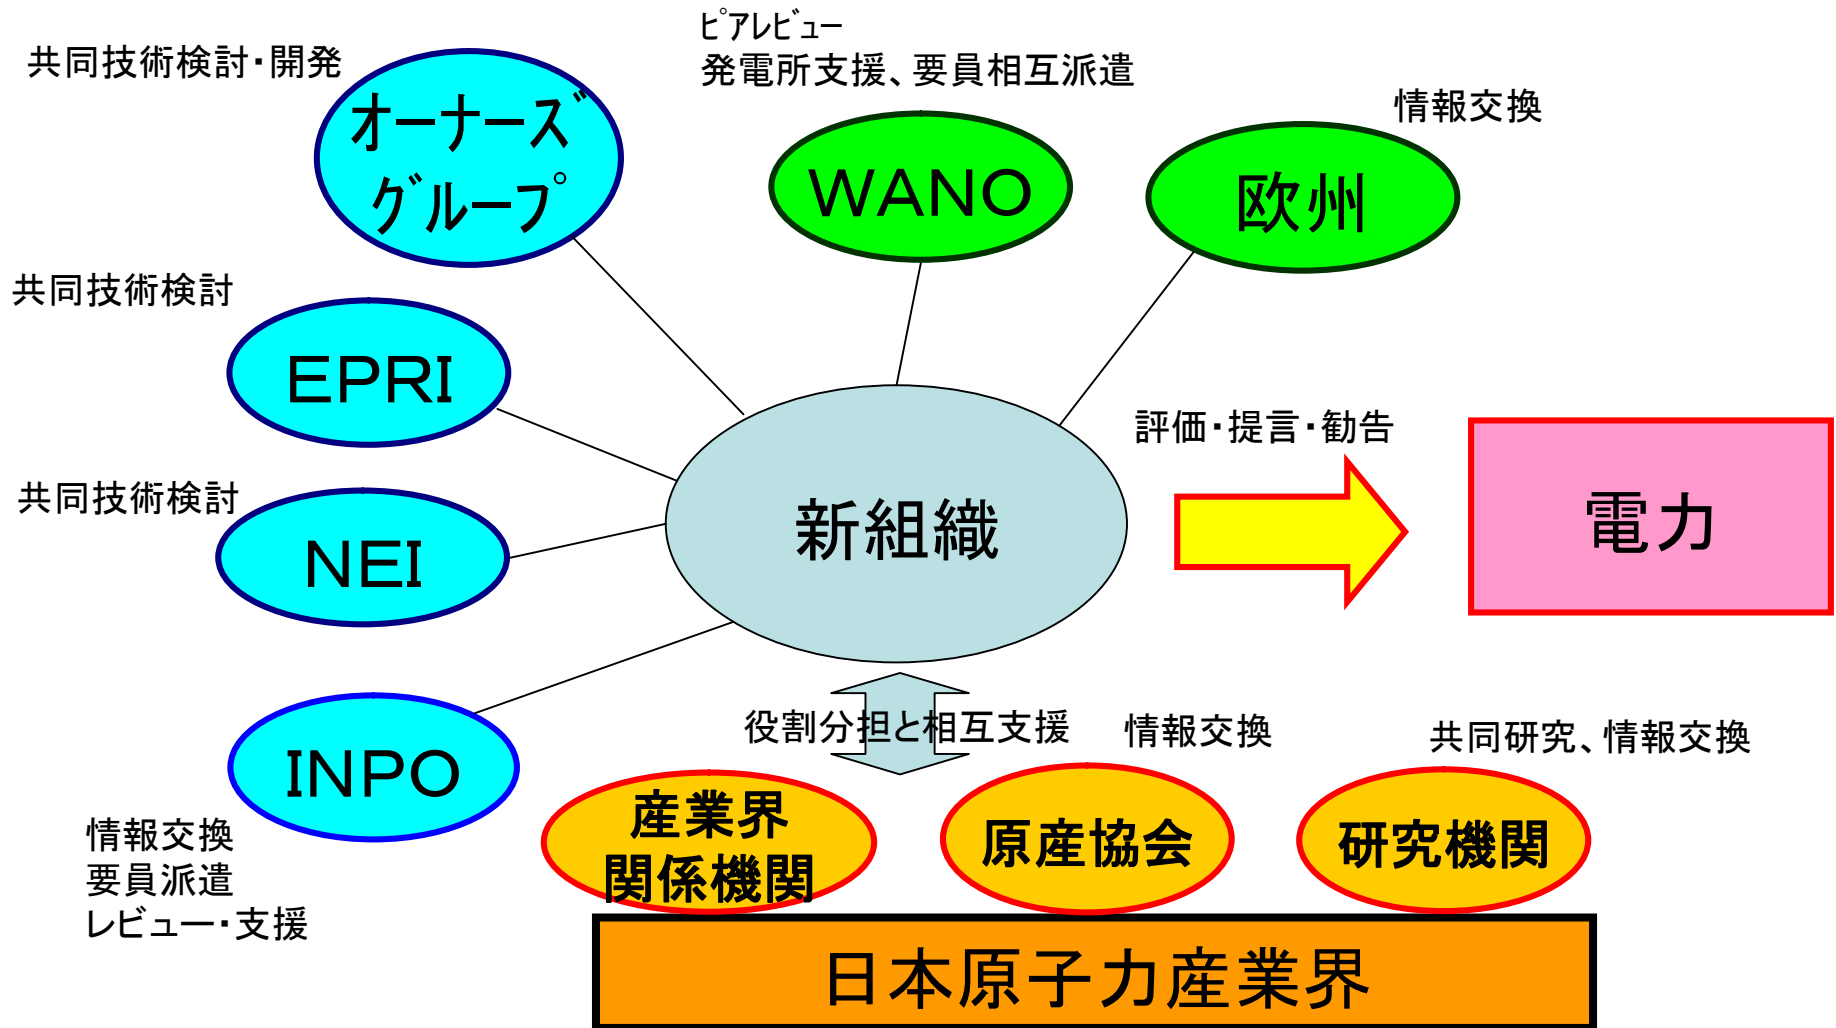 ﾋﾟｱﾚﾋﾞｭｰ
発電所支援、要員相互派遣
共同技術検討・開発
オーナーズ
グループ
WANO
情報交換
欧州
共同技術検討
EPRI
評価・提言・勧告
共同技術検討
NEI
新組織
電力
INPO
情報交換
要員派遣
レビュー・支援
役割分担と相互支援
情報交換
共同研究、情報交換
産業界
関係機関
原産協会
研究機関
日本原子力産業界